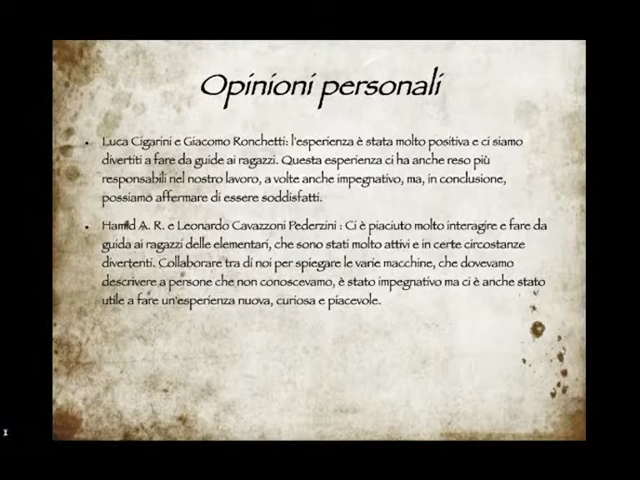 Opinioni personali
• Luca Cigarini e Giacomo Ronchetti: l'esperienza è stata molto positiva e ci siamo
divertiti a fare da guide ai ragazzi. Questa esperienza ci ha anche reso più
responsabili nel nostro lavoro, a volte anche impegnativo, ma, in conclusione,
possiamo affermare di essere soddisfatti.
• Hamid A. R. e Leonardo Cavazzoni Pederzini : Ci è piaciuto molto interagire e fare da
guida ai ragazzi delle elementari, che sono stati molto attivi e in certe circostanze
divertenti. Collaborare tra di noi per spiegare le varie macchine, che dovevamo
descrivere a persone che non conoscevamo, è stato impegnativo ma ci è anche stato
utile a fare un'esperienza nuova, curiosa e piacevole.